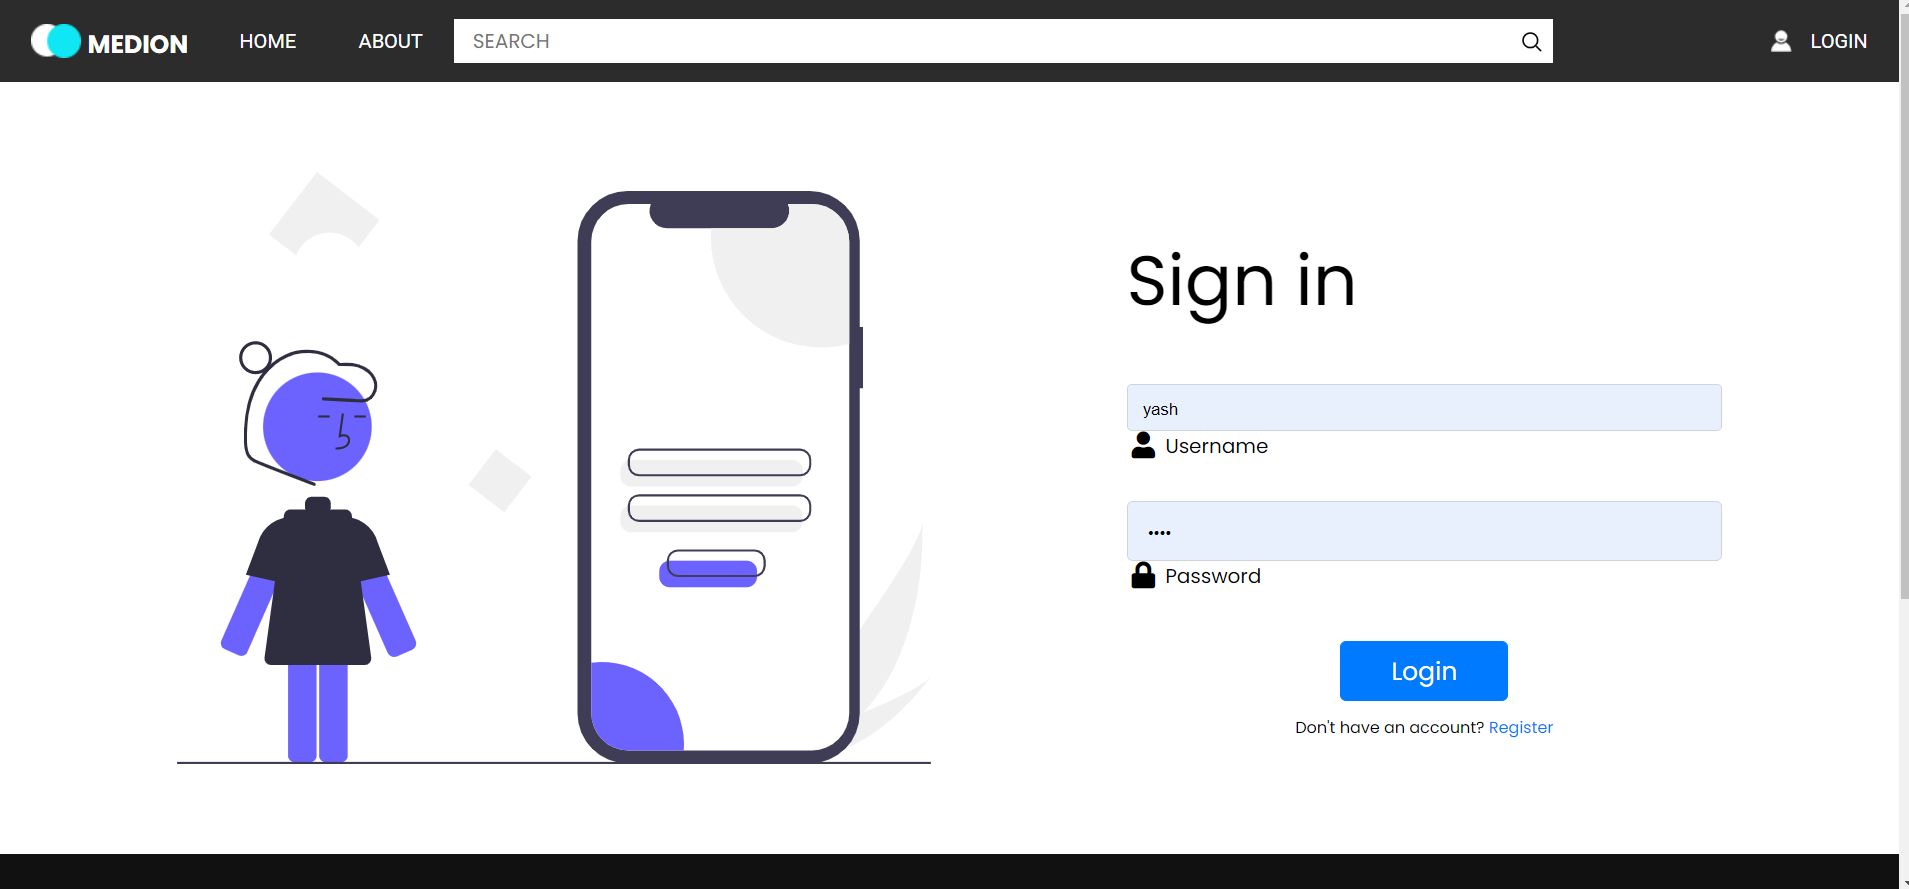 MEDION HOME ABOUT SEARCH LOGIN
Sign in
yash
Username
••••
Password
Login
Don't have an account? Register